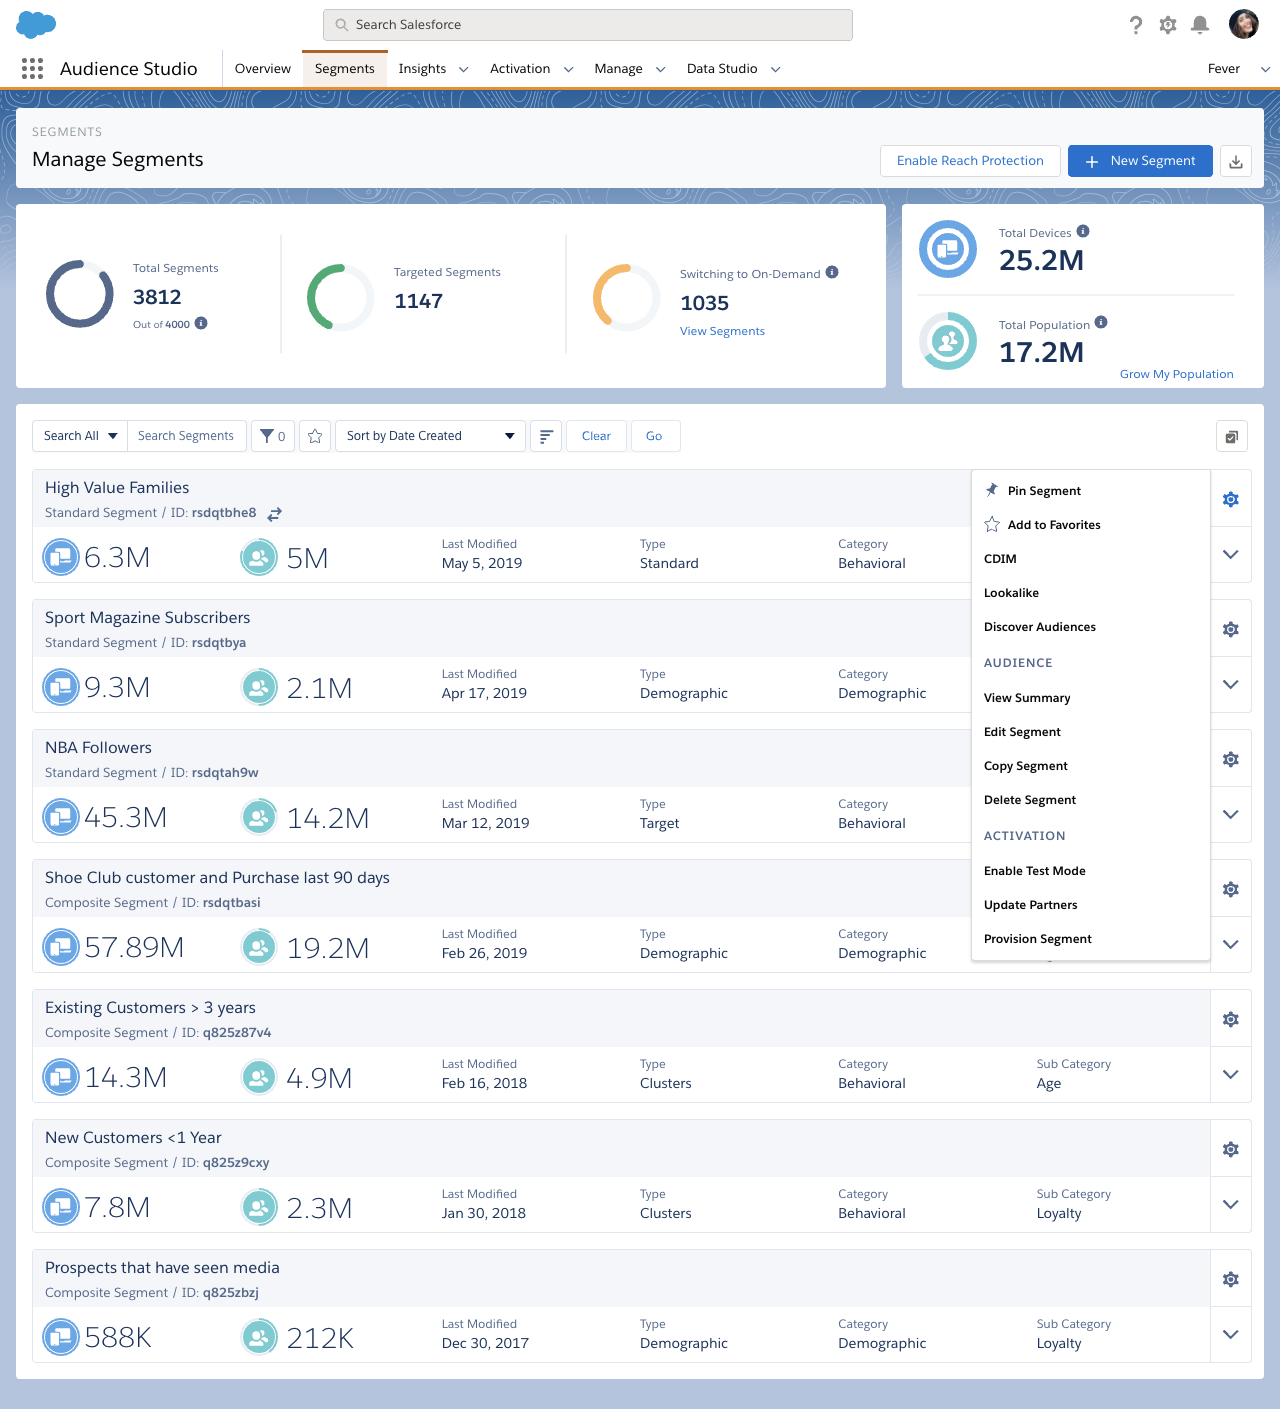 Search Salesforce
Audience Studio
Overview
Segments
Insights
Activation
Manage
Data Studio
Fever
SEGMENTS
Manage Segments
Enable Reach Protection
New Segment
Total Segments
3812
Out of 4000
Targeted Segments
1147
Switching to On-Demand
1035
View Segments
Total Devices
25.2M
Total Population
17.2M
Grow My Population
Search All
Search Segments
0
Sort by Date Created
Clear
Go
High Value Families
Standard Segment / ID: rsdqtbhe8
6.3M
5M
Last Modified
May 5, 2019
Type
Standard
Category
Behavioral
Sport Magazine Subscribers
Standard Segment / ID: rsdqtbya
9.3M
2.1M
Last Modified
Apr 17, 2019
Type
Demographic
Category
Demographic
NBA Followers
Standard Segment / ID: rsdqtah9w
45.3M
14.2M
Last Modified
Mar 12, 2019
Type
Target
Category
Behavioral
Shoe Club customer and Purchase last 90 days
Composite Segment / ID: rsdqtbasi
57.89M
19.2M
Last Modified
Feb 26, 2019
Type
Demographic
Category
Demographic
Pin Segment
Add to Favorites
CDIM
Lookalike
Discover Audiences
AUDIENCE
View Summary
Edit Segment
Copy Segment
Delete Segment
ACTIVATION
Enable Test Mode
Update Partners
Provision Segment
Existing Customers > 3 years
Composite Segment / ID: q825z87v4
14.3M
4.9M
Last Modified
Feb 16, 2018
Type
Clusters
Category
Behavioral
Sub Category
Age
New Customers <1 Year
Composite Segment / ID: q825z9cxy
7.8M
2.3M
Last Modified
Jan 30, 2018
Type
Clusters
Category
Behavioral
Sub Category
Loyalty
Prospects that have seen media
Composite Segment / ID: q825zbzj
588K
212K
Last Modified
Dec 30, 2017
Type
Demographic
Category
Demographic
Sub Category
Loyalty